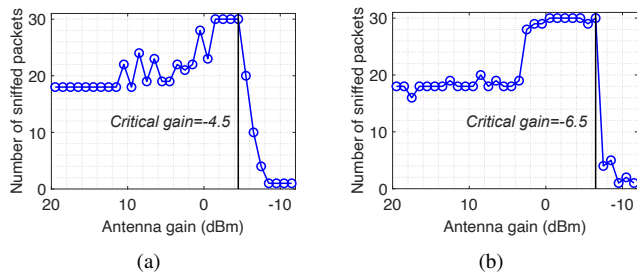 Number of sniffed packets
30
20
10
0
Critical gain=-4.5
20
10
0
-10
Antenna gain (dBm)
(a)
Number of sniffed packets
30
20
10
0
Critical gain=-6.5
20
10
0
-10
Antenna gain (dBm)
(b)